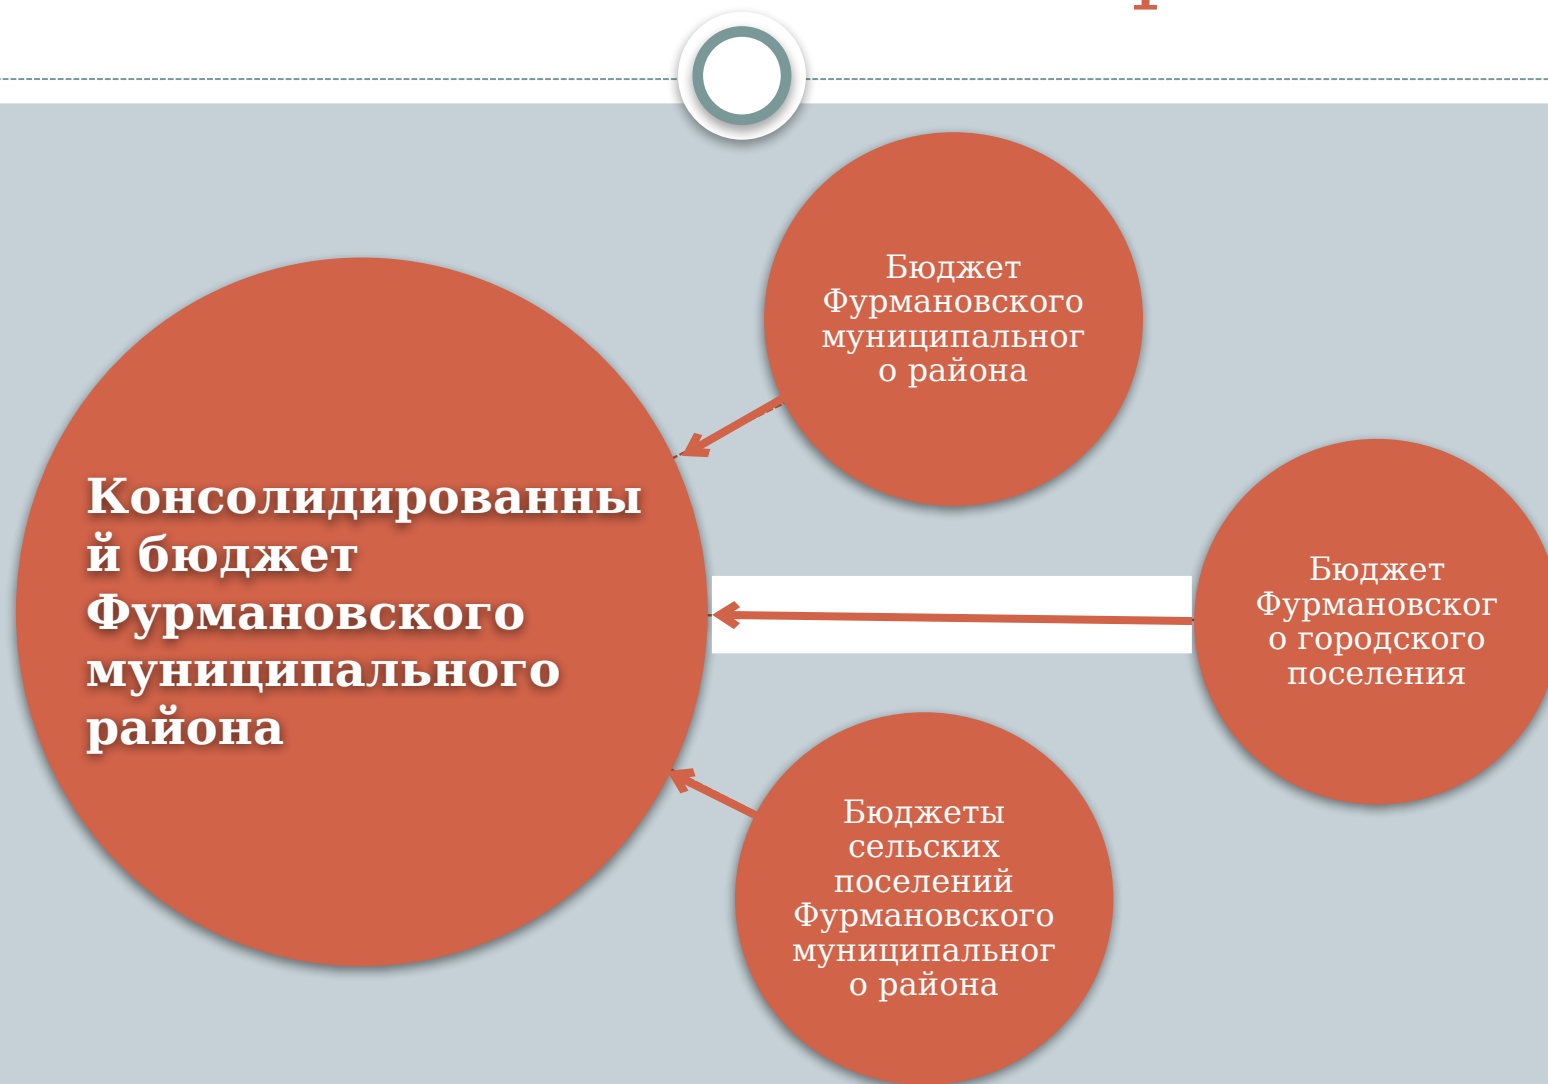 Бюджет
Фурмановского
муниципальног
о района
Консолидированны
й бюджет
Фурмановского
муниципального
района
Бюджет
Фурмановског
о городского
поселения
Бюджеты
сельских
поселений
Фурмановского
муниципальног
о района